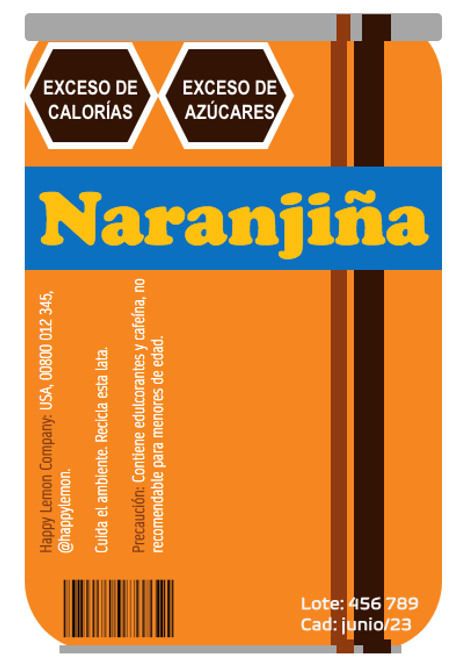 EXCESO DE
CALORÍAS
EXCESO DE
AZÚCARES
Naranjiña
Happy Lemon Company: USA, 00800 012 345,
@happylemon.
Cuida el ambiente. Recicla esta lata.
Precaución: Contiene edulcorantes y cafeína, no
recomendable para menores de edad.
Lote: 456 789
Cad: junio/23